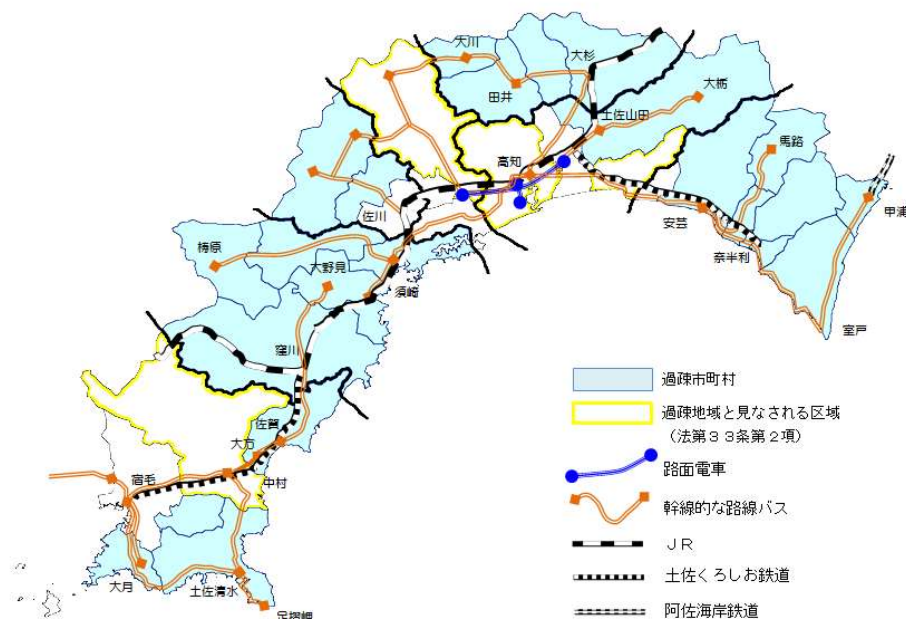 大川
大杉
田井
大栃
土佐山田
馬路
高知
佐川
安芸
甲浦
奈半利
梼原
大野見
須崎
室戸
窪川
佐賀
大方
宿毛
中村
大月
土佐清水
足摺岬
過疎市町村
過疎地域と見なされる区域
（法第３３条第２項）
路面電車
幹線的な路線バス
ＪＲ
土佐くろしお鉄道
阿佐海岸鉄道